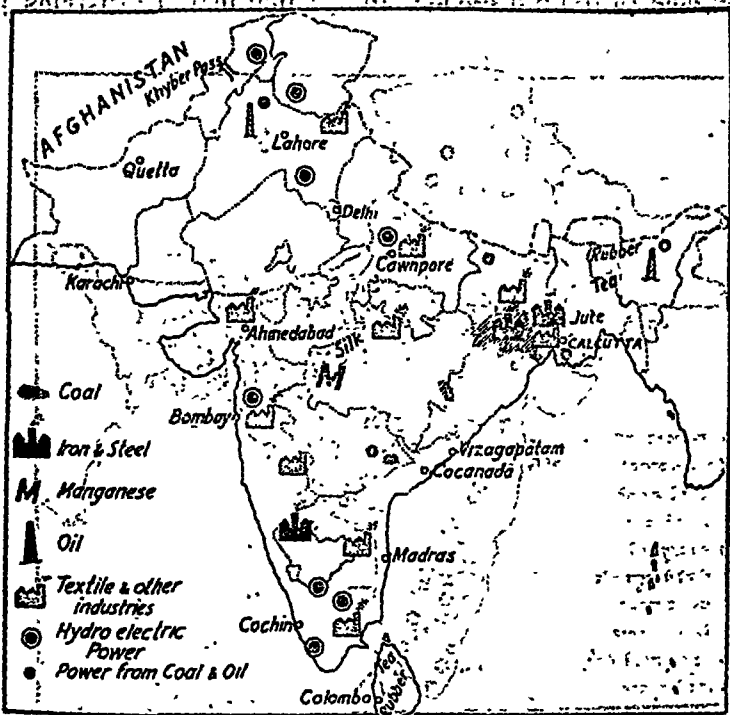 AFGHANISTAN
Khyber Pass
Lahore
Quetta
Delhi
Cawnpore
Rubber
Tea
Karachi
Ahmedabad
Silk
Jute
CALCUTTA
M
Bombay
Vizagapatam
Cocanada
Madras
Cochin
Tea
Rubber
Colombo
Coal
Iron & Steel
M Manganese
Oil
Textile & other
industries
Hydro electric
Power
Power from Coal & Oil